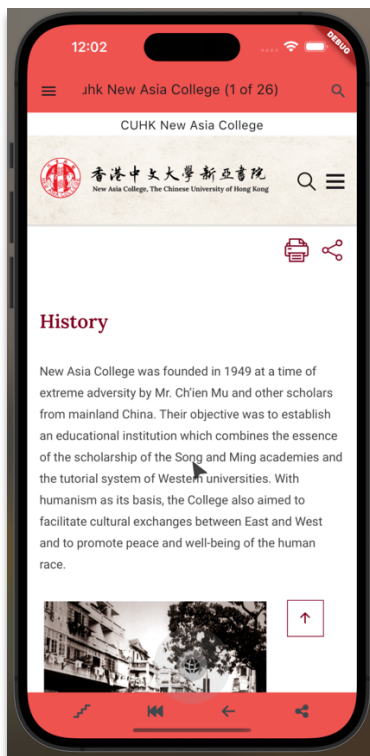 12:02
DEBUG
uhk New Asia College (1 of 26)
CUHK New Asia College
香港中文大學新亞書院
New Asia College, The Chinese University of Hong Kong
History
New Asia College was founded in 1949 at a time of
extreme adversity by Mr. Ch'ien Mu and other scholars
from mainland China. Their objective was to establish
an educational institution which combines the essence
of the scholarship of the Song and Ming academies and
the tutorial system of Western universities. With
humanism as its basis, the College also aimed to
facilitate cultural exchanges between East and West
and to promote peace and well-being of the human
race.